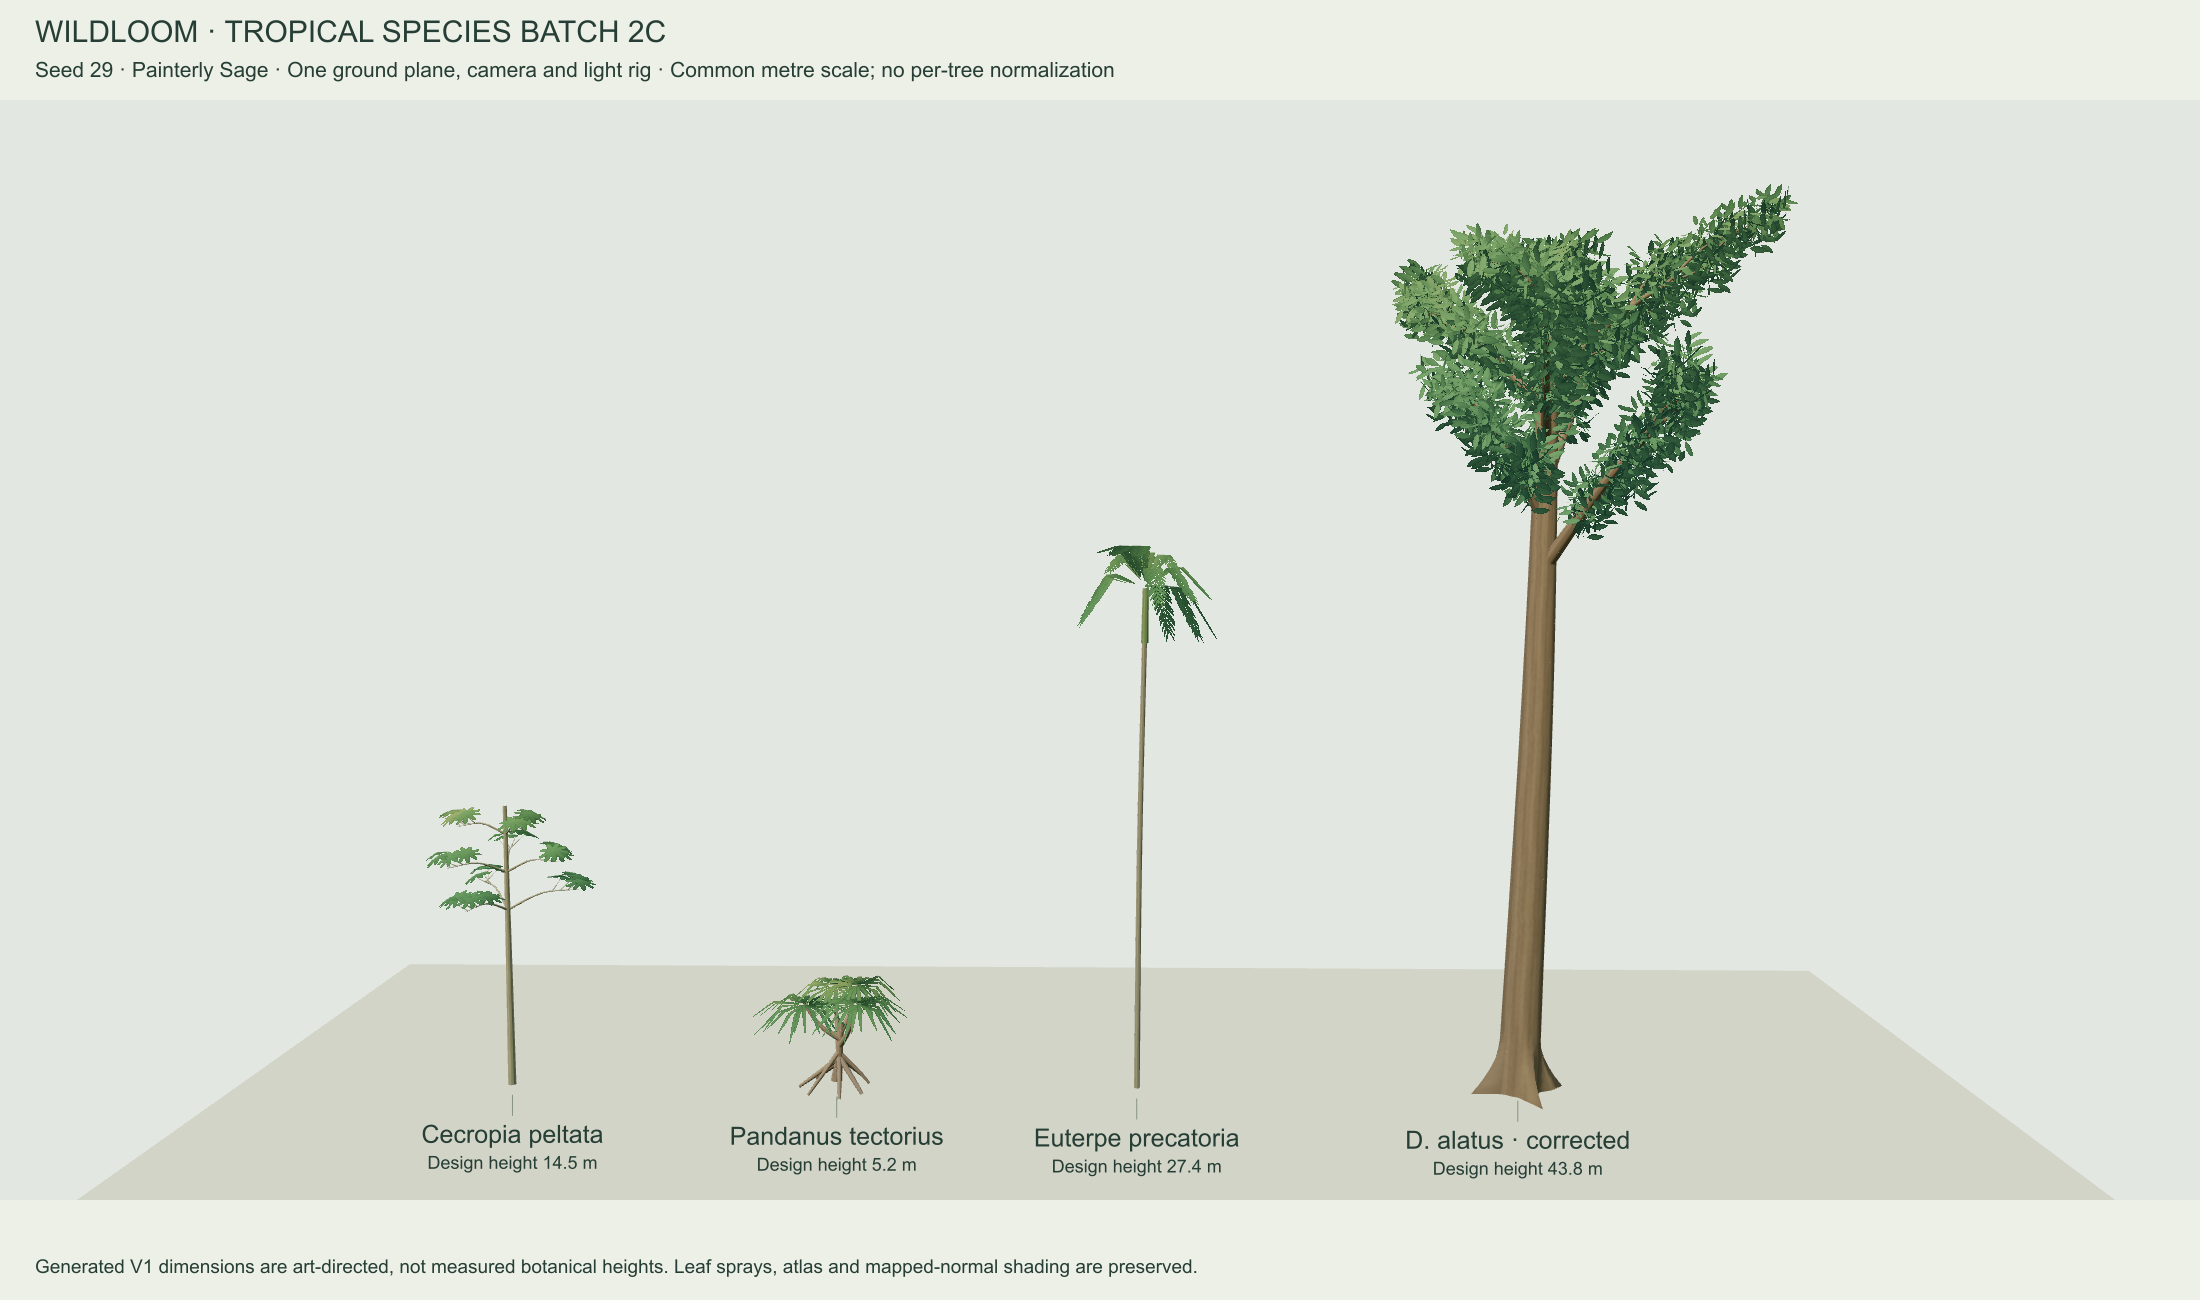 WILDLOOM · TROPICAL SPECIES BATCH 2C
Seed 29 · Painterly Sage · One ground plane, camera and light rig · Common metre scale; no per-tree normalization
Cecropia peltata
Design height 14.5 m
Pandanus tectorius
Design height 5.2 m
Euterpe precatoria
Design height 27.4 m
D. alatus · corrected
Design height 43.8 m
Generated V1 dimensions are art-directed, not measured botanical heights. Leaf sprays, atlas and mapped-normal shading are preserved.